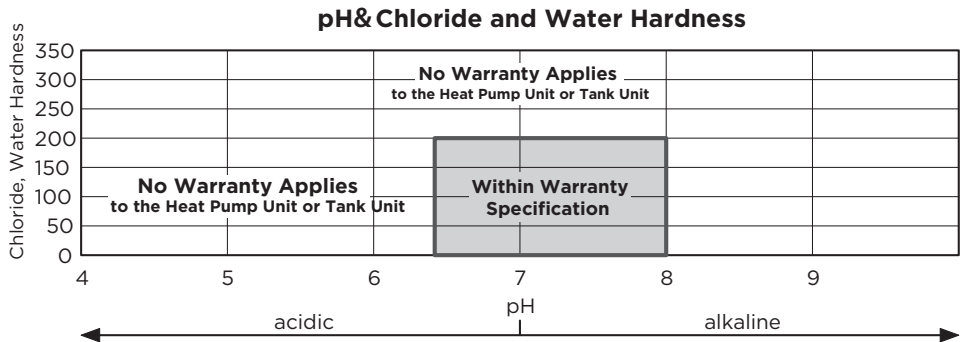 pH& Chloride and Water Hardness
Chloride, Water Hardness
350
300
250
200
150
100
50
0
No Warranty Applies
to the Heat Pump Unit or Tank Unit
No Warranty Applies
to the Heat Pump Unit or Tank Unit
Within Warranty
Specification
4 5 6 7 8 9
pH
acidic alkaline